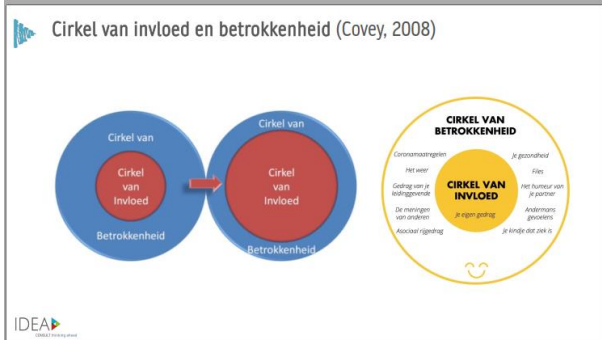 Cirkel van invloed en betrokkenheid (Covey, 2008)
Cirkel van
Cirkel
van
Invloed
Betrokkenheid
Cirkel van
Cirkel
van
Invloed
Betrokkenheid
CIRKEL VAN
BETROKKENHEID
Coronamaatregelen
Het weer
Gedrag van je
leidinggevende
De meningen
van anderen
Asociaal rijgedrag
CIRKEL VAN
INVLOED
Je eigen gedrag
Je gezondheid
Files
Het humeur van
je partner
Andermans
gevoelens
Je kindje dat ziek is
IDEA